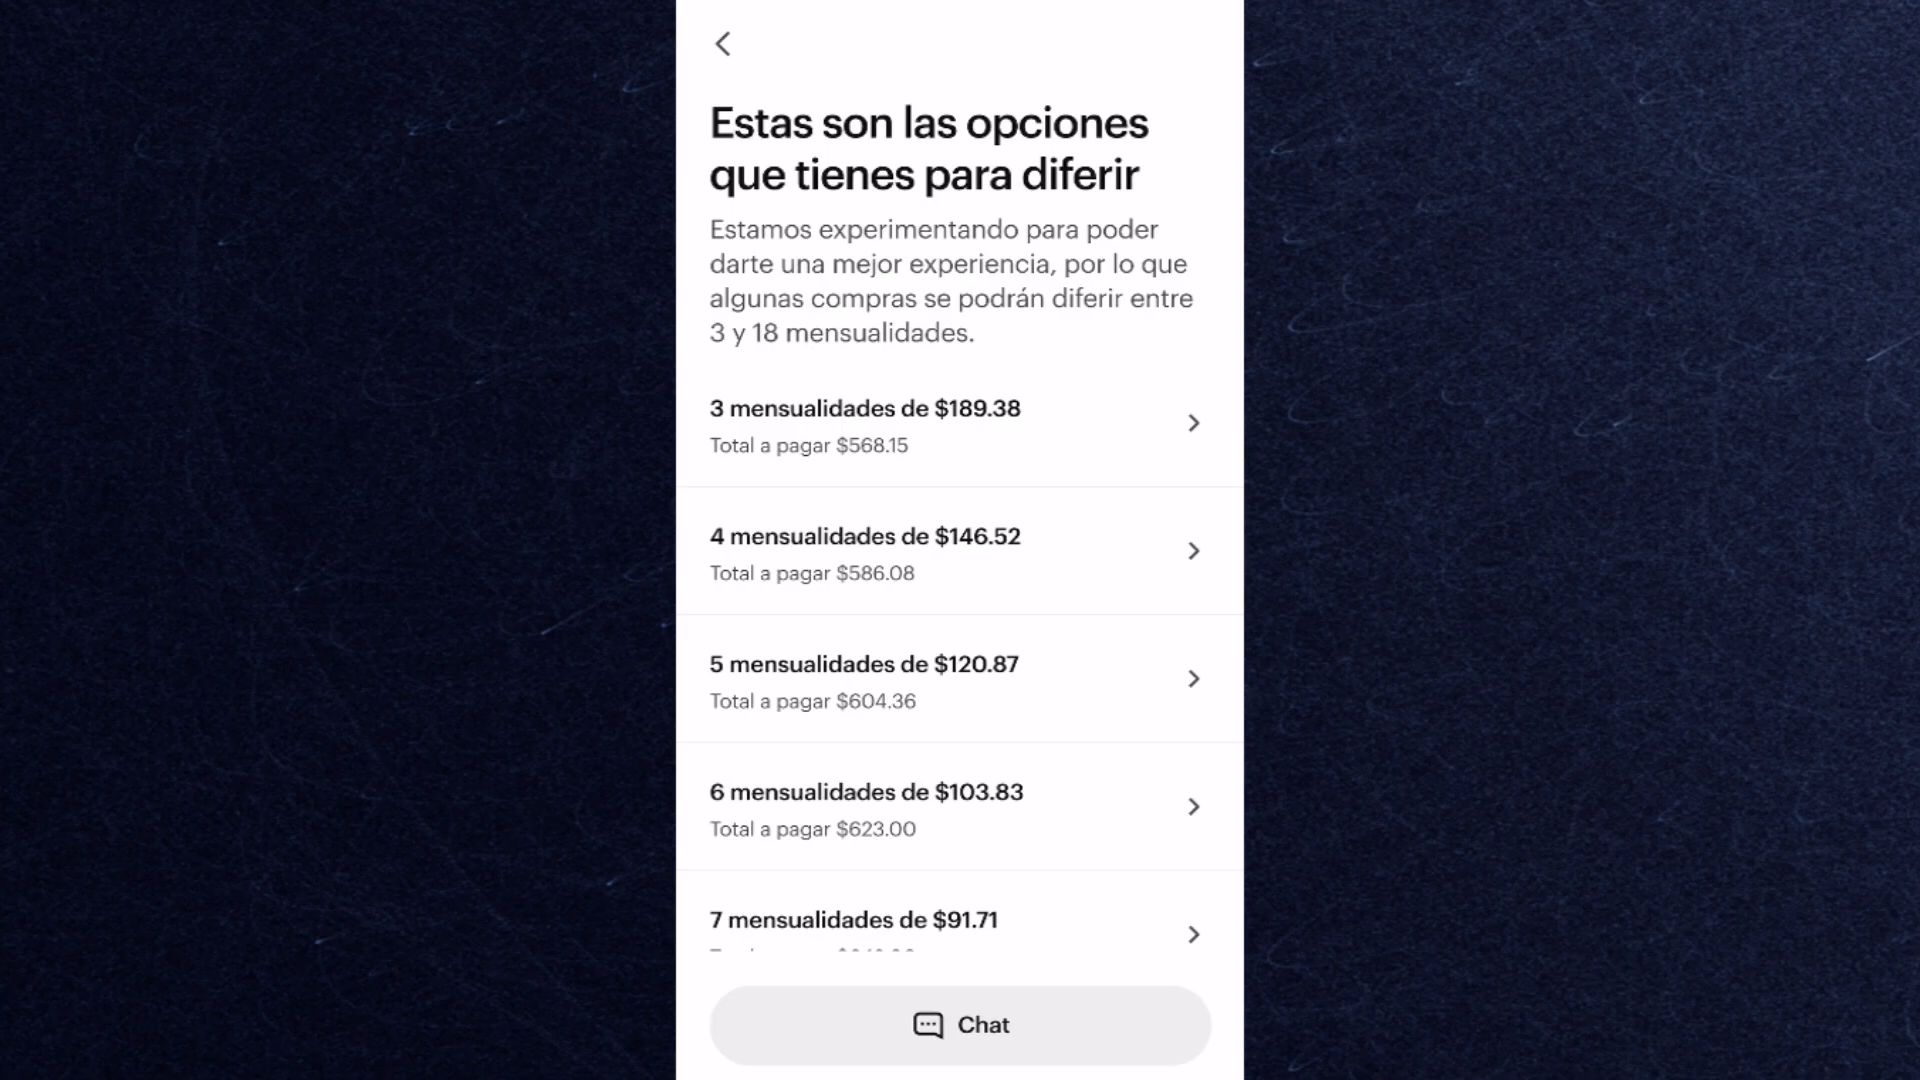 Estas son las opciones
que tienes para diferir
Estamos experimentando para poder
darte una mejor experiencia, por lo que
algunas compras se podrán diferir entre
3 y 18 mensualidades.
3 mensualidades de $189.38
Total a pagar $568.15
4 mensualidades de $146.52
Total a pagar $586.08
5 mensualidades de $120.87
Total a pagar $604.36
6 mensualidades de $103.83
Total a pagar $623.00
7 mensualidades de $91.71
Chat